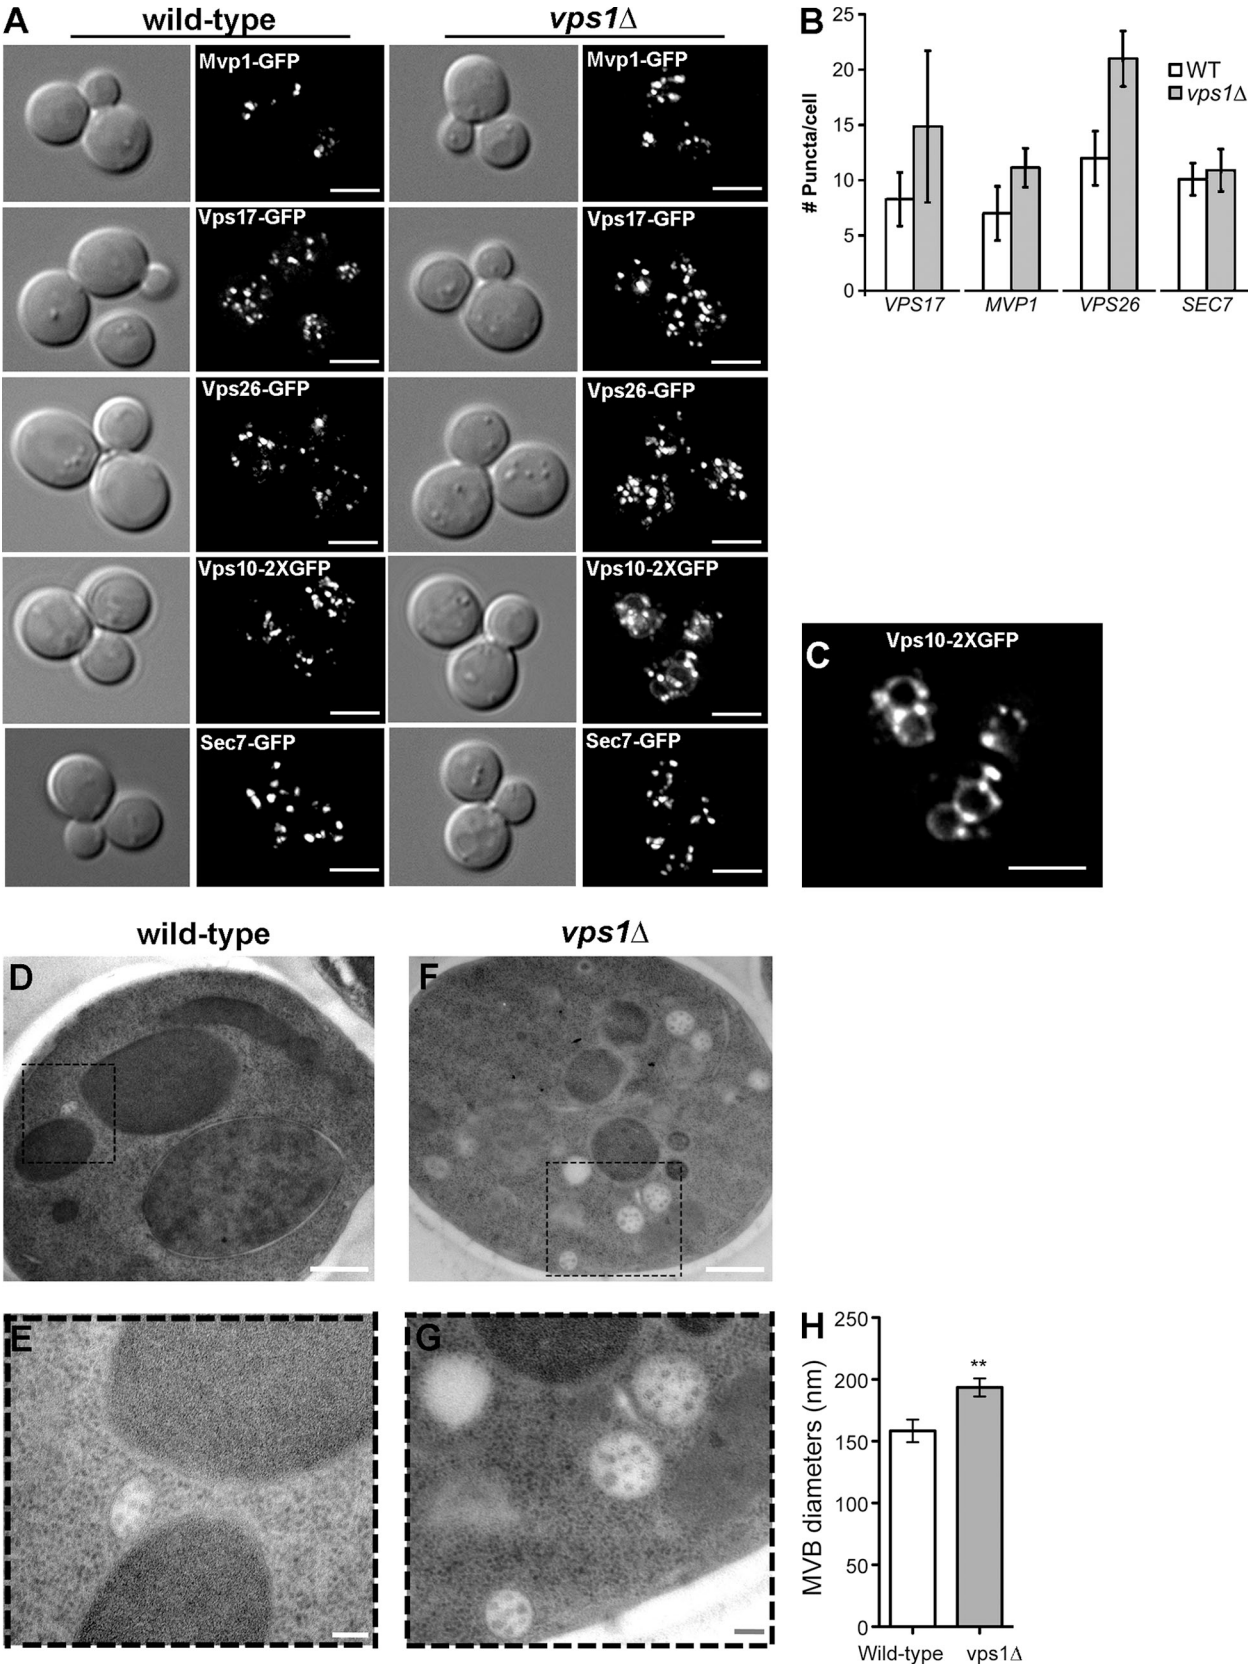 A
wild-type
vps1Δ
Mvp1-GFP
Mvp1-GFP
Vps17-GFP
Vps17-GFP
Vps26-GFP
Vps26-GFP
Vps10-2XGFP
Vps10-2XGFP
Sec7-GFP
Sec7-GFP
B
25
20
15
10
5
0
# Puncta/cell
WT
vps1Δ
VPS17
MVP1
VPS26
SEC7
C
Vps10-2XGFP
wild-type
vps1Δ
D
F
E
G
H
250
200
150
100
50
0
MVB diameters (nm)
**
Wild-type
vps1Δ